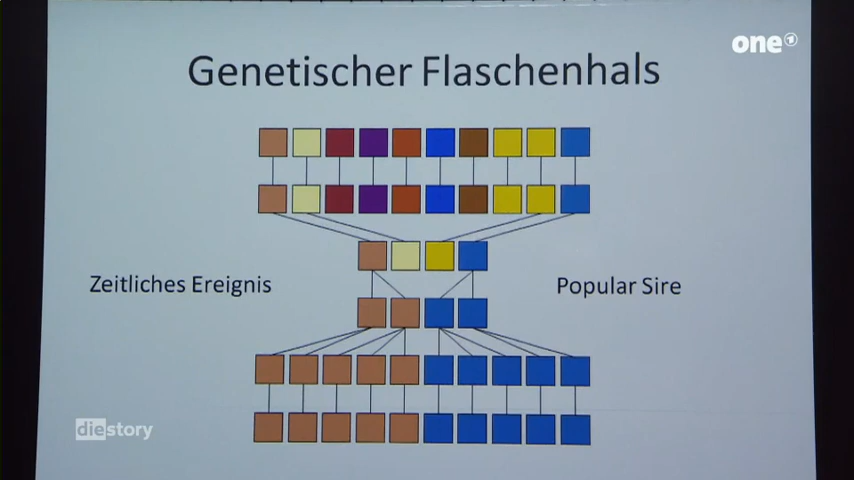 one
Genetischer Flaschenhals
Zeitliches Ereignis
Popular Sire
diestory